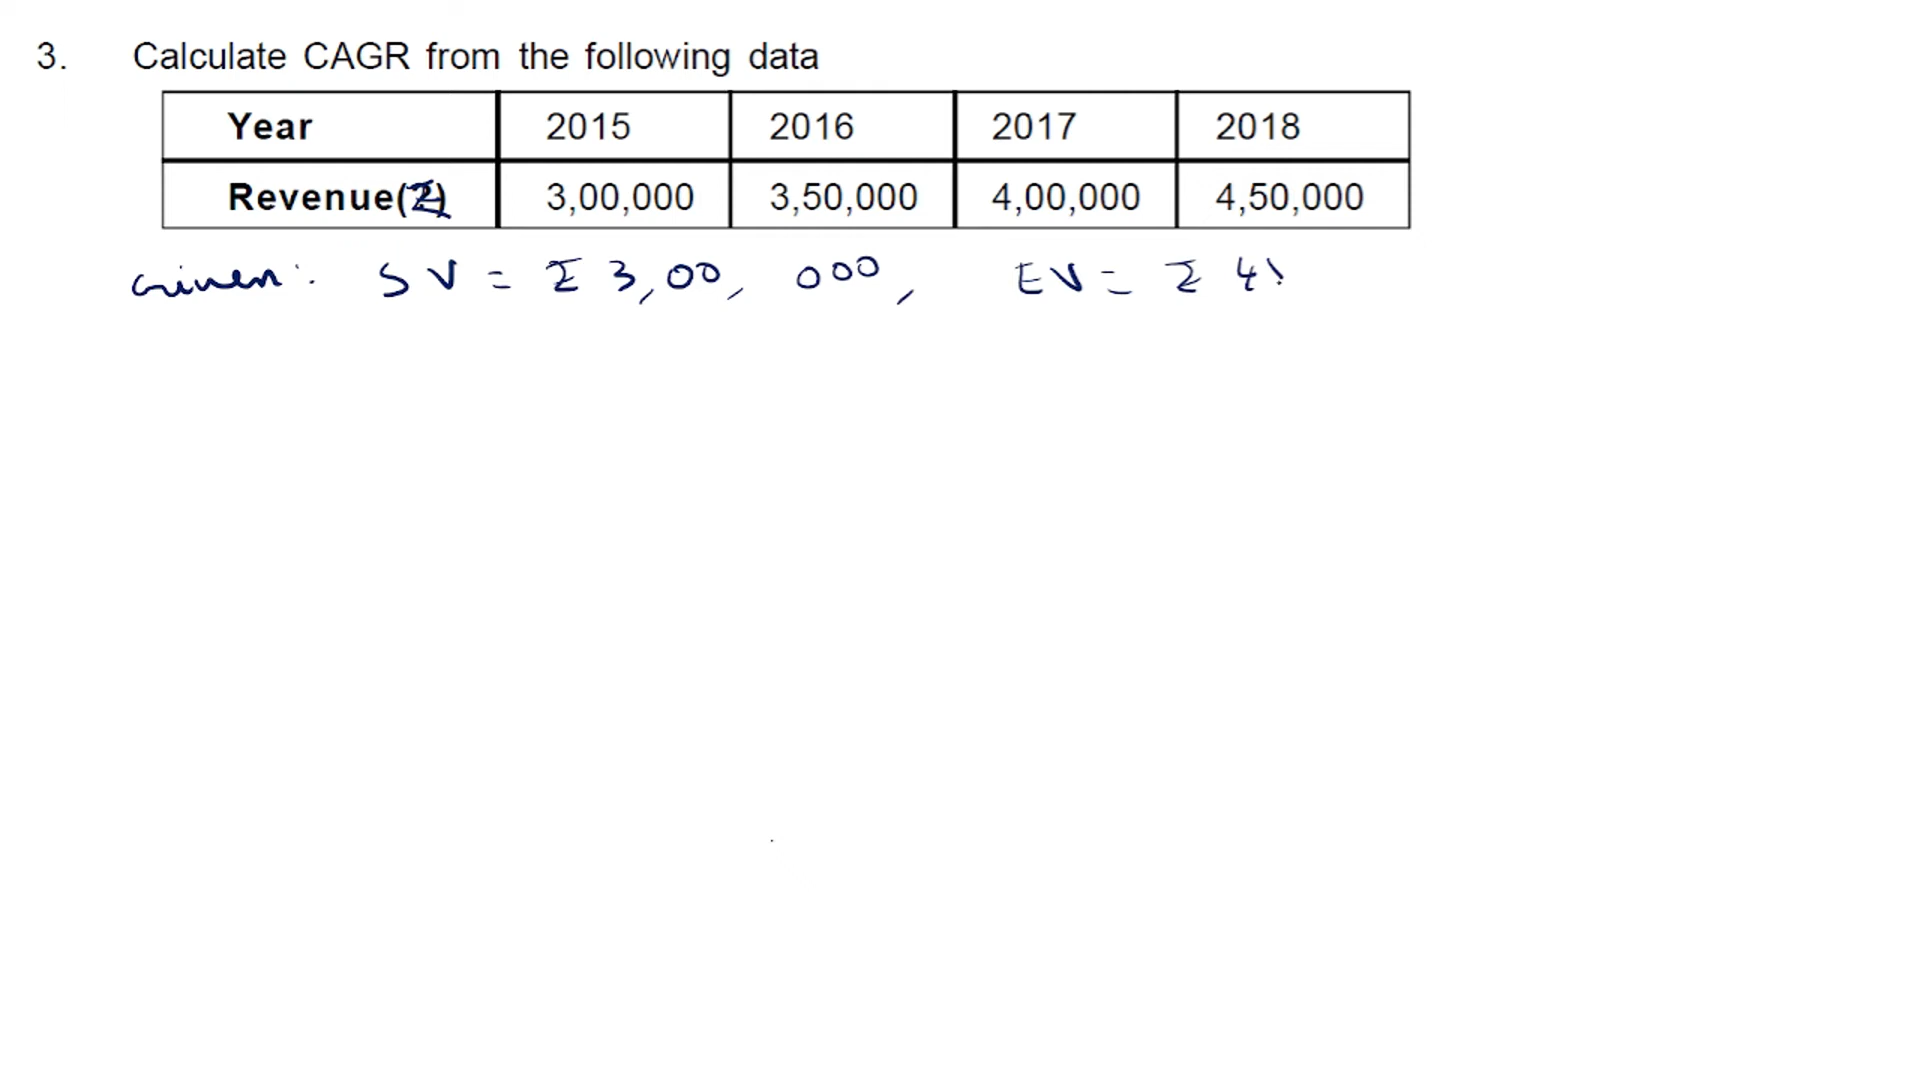 3. Calculate CAGR from the following data
Year 2015 2016 2017 2018
Revenue(₹) 3,00,000 3,50,000 4,00,000 4,50,000
Given: SV = ₹ 3,00,000, EV = ₹ 4